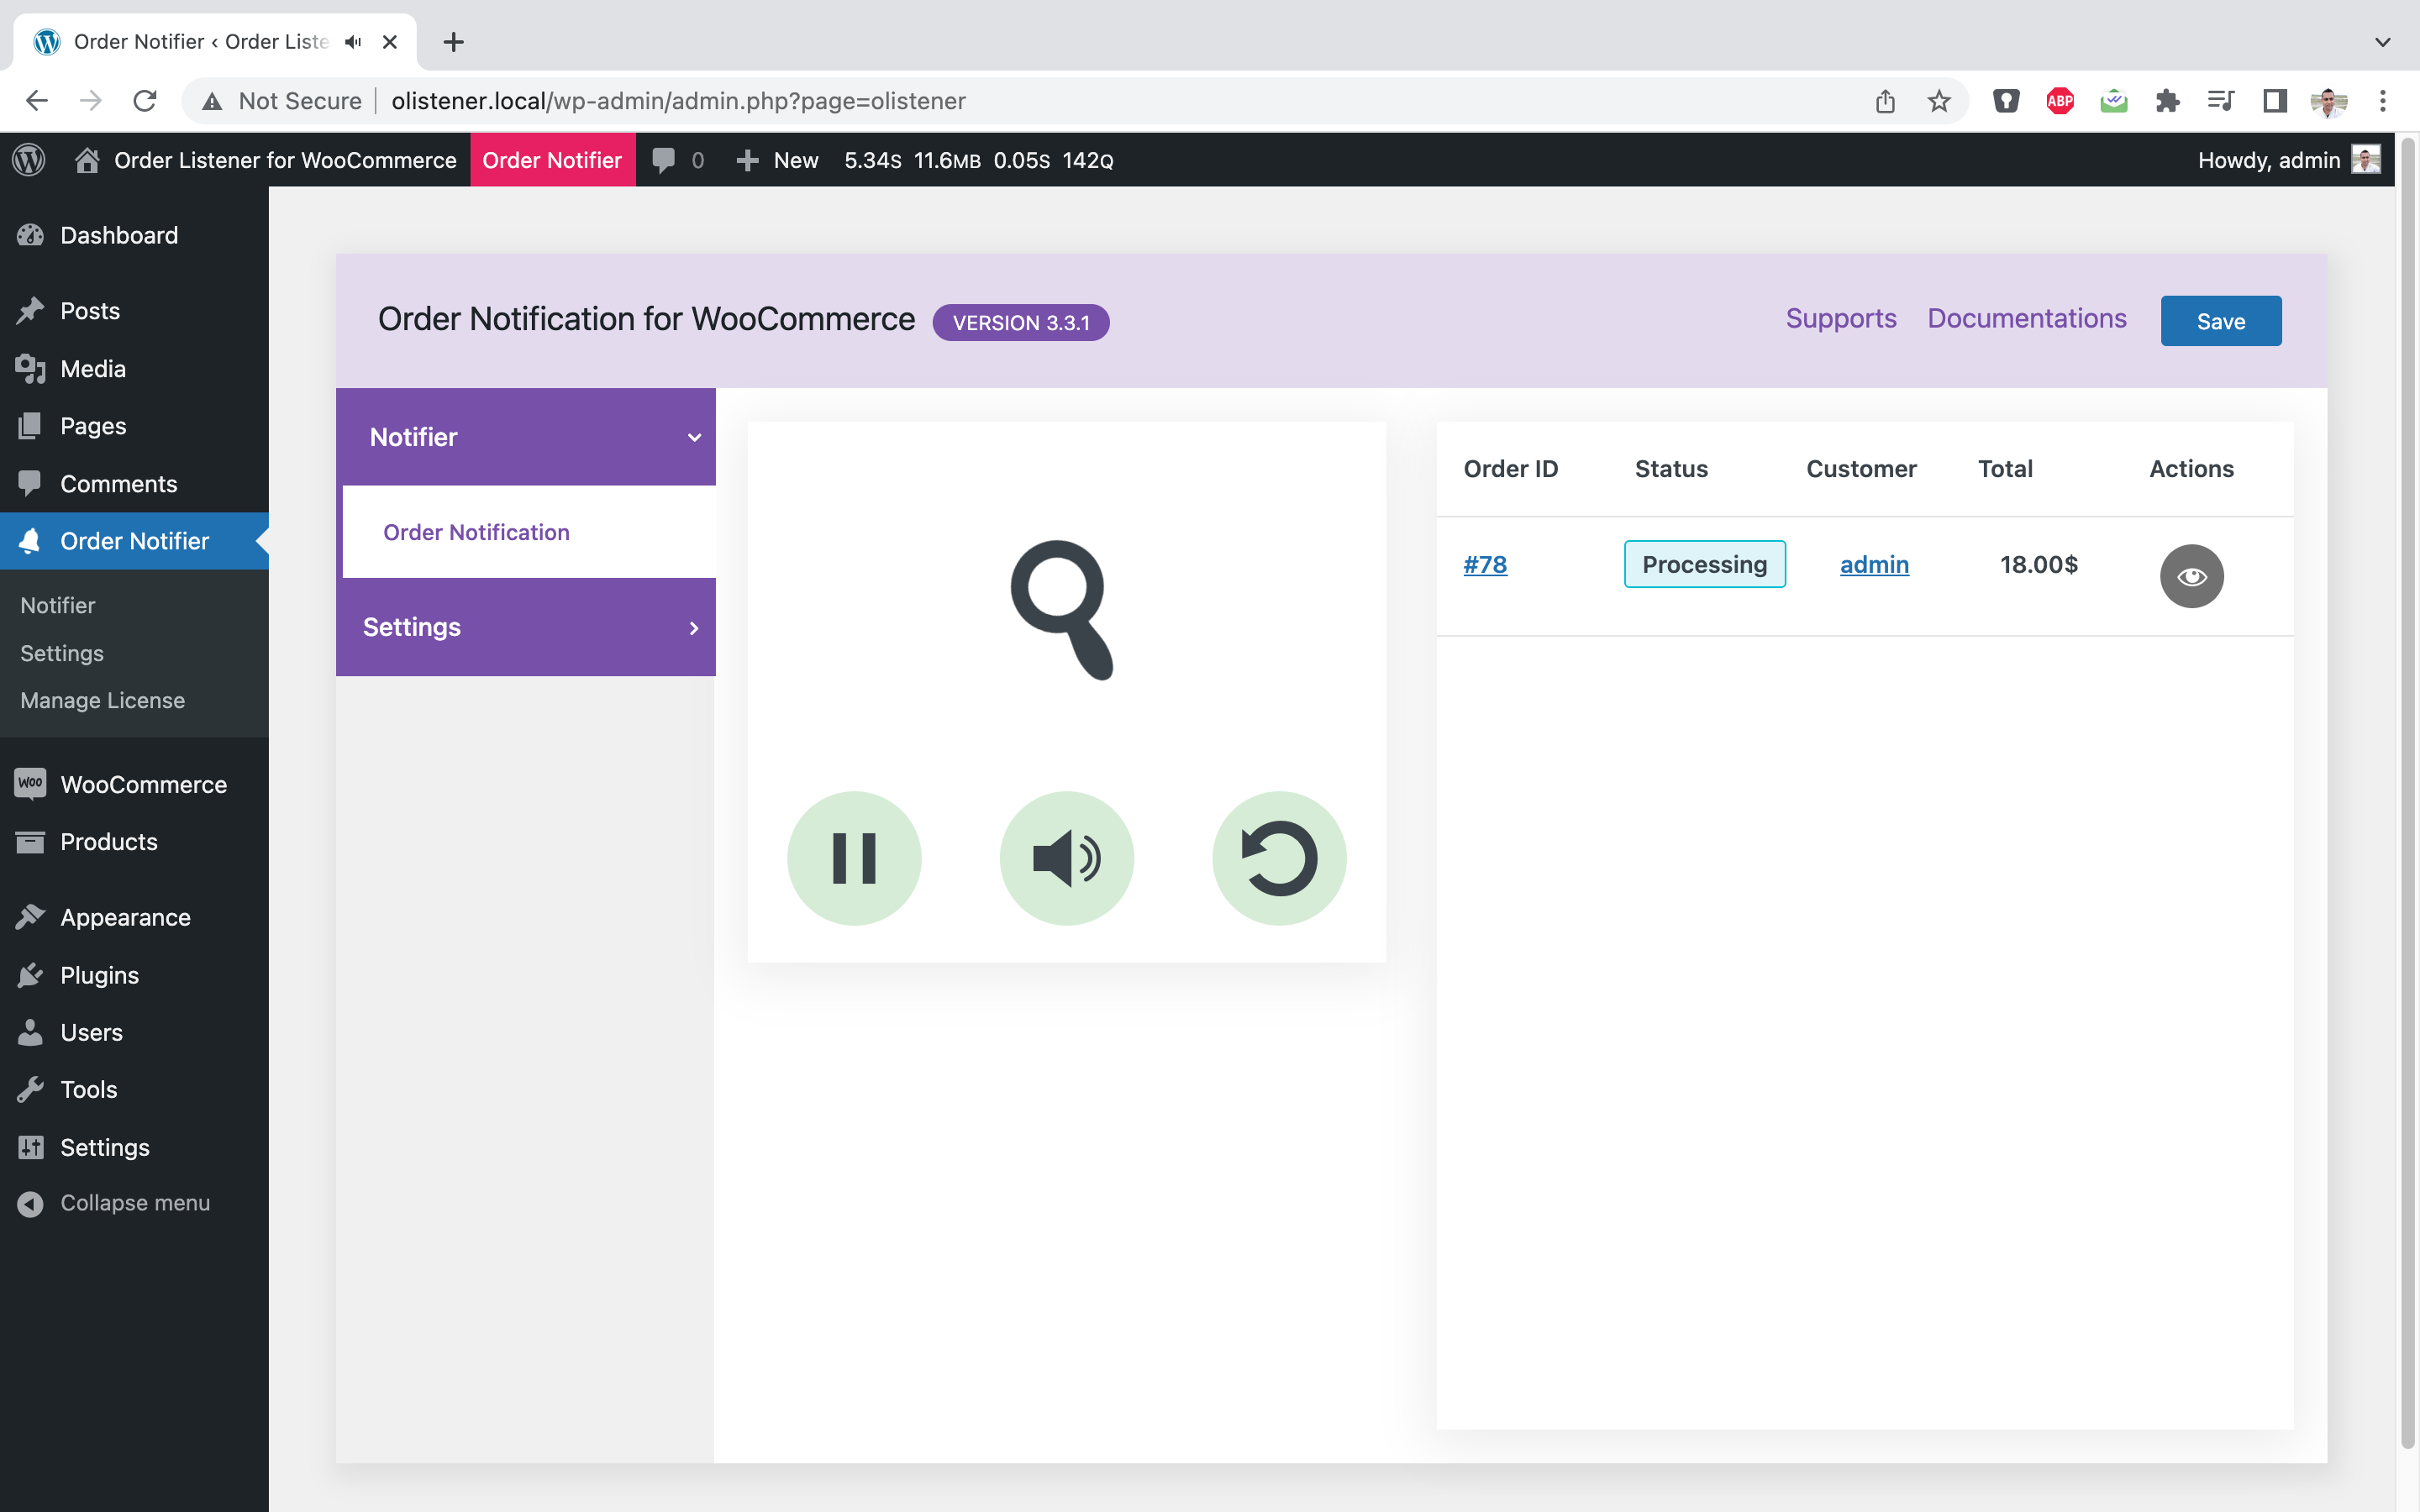 Order Notifier ‹ Order Liste
Not Secure
olistener.local/wp-admin/admin.php?page=olistener
ABP
Order Listener for WooCommerce
Order Notifier
0
New
5.34S 11.6MB 0.05S 142Q
Howdy, admin
Dashboard
Posts
Media
Pages
Comments
Order Notifier
Notifier
Settings
Manage License
Woo
WooCommerce
Products
Appearance
Plugins
Users
Tools
Settings
Collapse menu
Order Notification for WooCommerce
VERSION 3.3.1
Supports
Documentations
Save
Notifier
Order Notification
Settings
Order ID Status Customer Total Actions
#78 Processing admin 18.00$